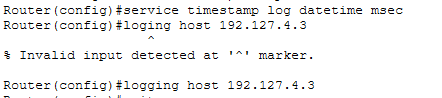 Router(config)#service timestamp log datetime msec
Router(config)#loging host 192.127.4.3
^
% Invalid input detected at '^' marker.
Router(config)#logging host 192.127.4.3